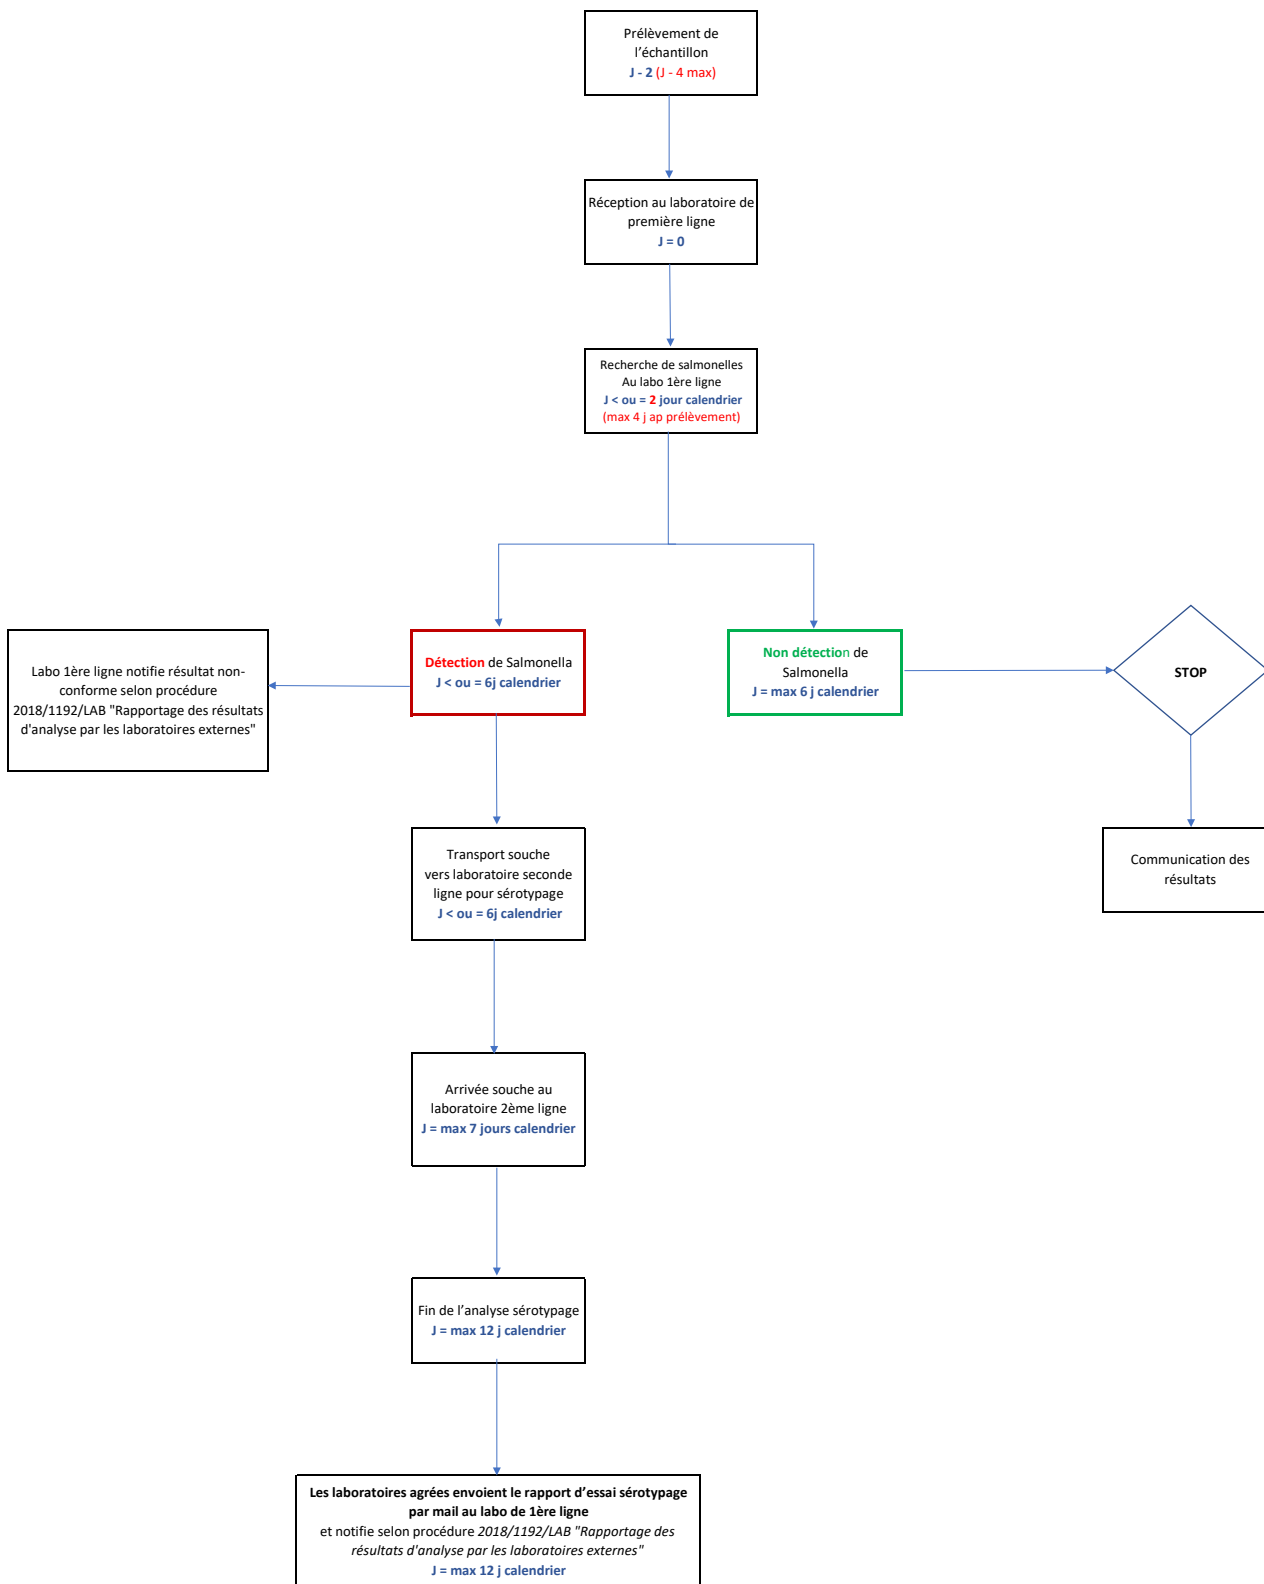 Prélèvement de
l’échantillon
J - 2 (J - 4 max)
Réception au laboratoire de
première ligne
J = 0
Recherche de salmonelles
Au labo 1ère ligne
J < ou = 2 jour calendrier
(max 4 j ap prélèvement)
Labo 1ère ligne notifie résultat non-
conforme selon procédure
2018/1192/LAB "Rapportage des résultats
d'analyse par les laboratoires externes"
Détection de Salmonella
J < ou = 6j calendrier
Non détection de
Salmonella
J = max 6 j calendrier
STOP
Transport souche
vers laboratoire seconde
ligne pour sérotypage
J < ou = 6j calendrier
Communication des
résultats
Arrivée souche au
laboratoire 2ème ligne
J = max 7 jours calendrier
Fin de l’analyse sérotypage
J = max 12 j calendrier
Les laboratoires agrées envoient le rapport d’essai sérotypage
par mail au labo de 1ère ligne
et notifie selon procédure 2018/1192/LAB "Rapportage des
résultats d'analyse par les laboratoires externes"
J = max 12 j calendrier